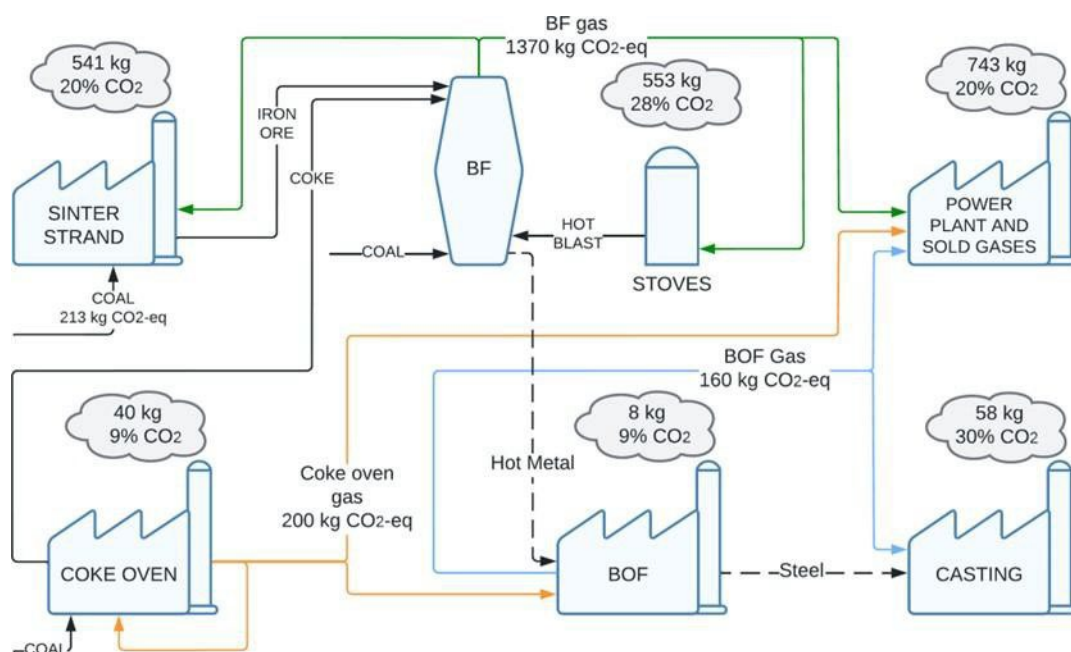 BF gas
1370 kg CO2-eq
541 kg
20% CO2
553 kg
28% CO2
743 kg
20% CO2
IRON
ORE
COKE
BF
SINTER
STRAND
HOT
BLAST
POWER
PLANT AND
SOLD GASES
COAL
STOVES
COAL
213 kg CO2-eq
BOF Gas
160 kg CO2-eq
40 kg
9% CO2
8 kg
9% CO2
58 kg
30% CO2
Hot Metal
Coke oven
gas
200 kg CO2-eq
COKE OVEN
BOF
Steel
CASTING
COAL